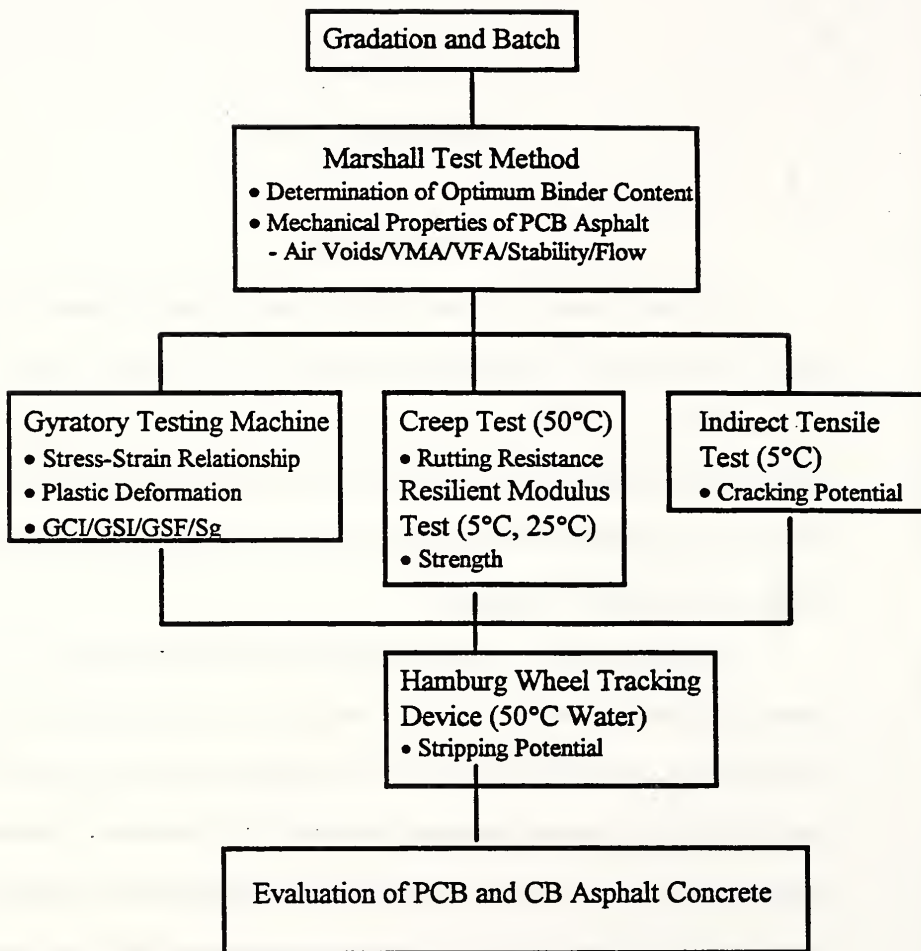 Gradation and Batch
Marshall Test Method
• Determination of Optimum Binder Content
• Mechanical Properties of PCB Asphalt
- Air Voids/VMA/VFA/Stability/Flow
Gyratory Testing Machine
• Stress-Strain Relationship
• Plastic Deformation
• GCI/GSI/GSF/Sg
Creep Test (50°C)
• Rutting Resistance
Resilient Modulus
Test (5°C, 25°C)
• Strength
Indirect Tensile
Test (5°C)
• Cracking Potential
Hamburg Wheel Tracking
Device (50°C Water)
• Stripping Potential
Evaluation of PCB and CB Asphalt Concrete